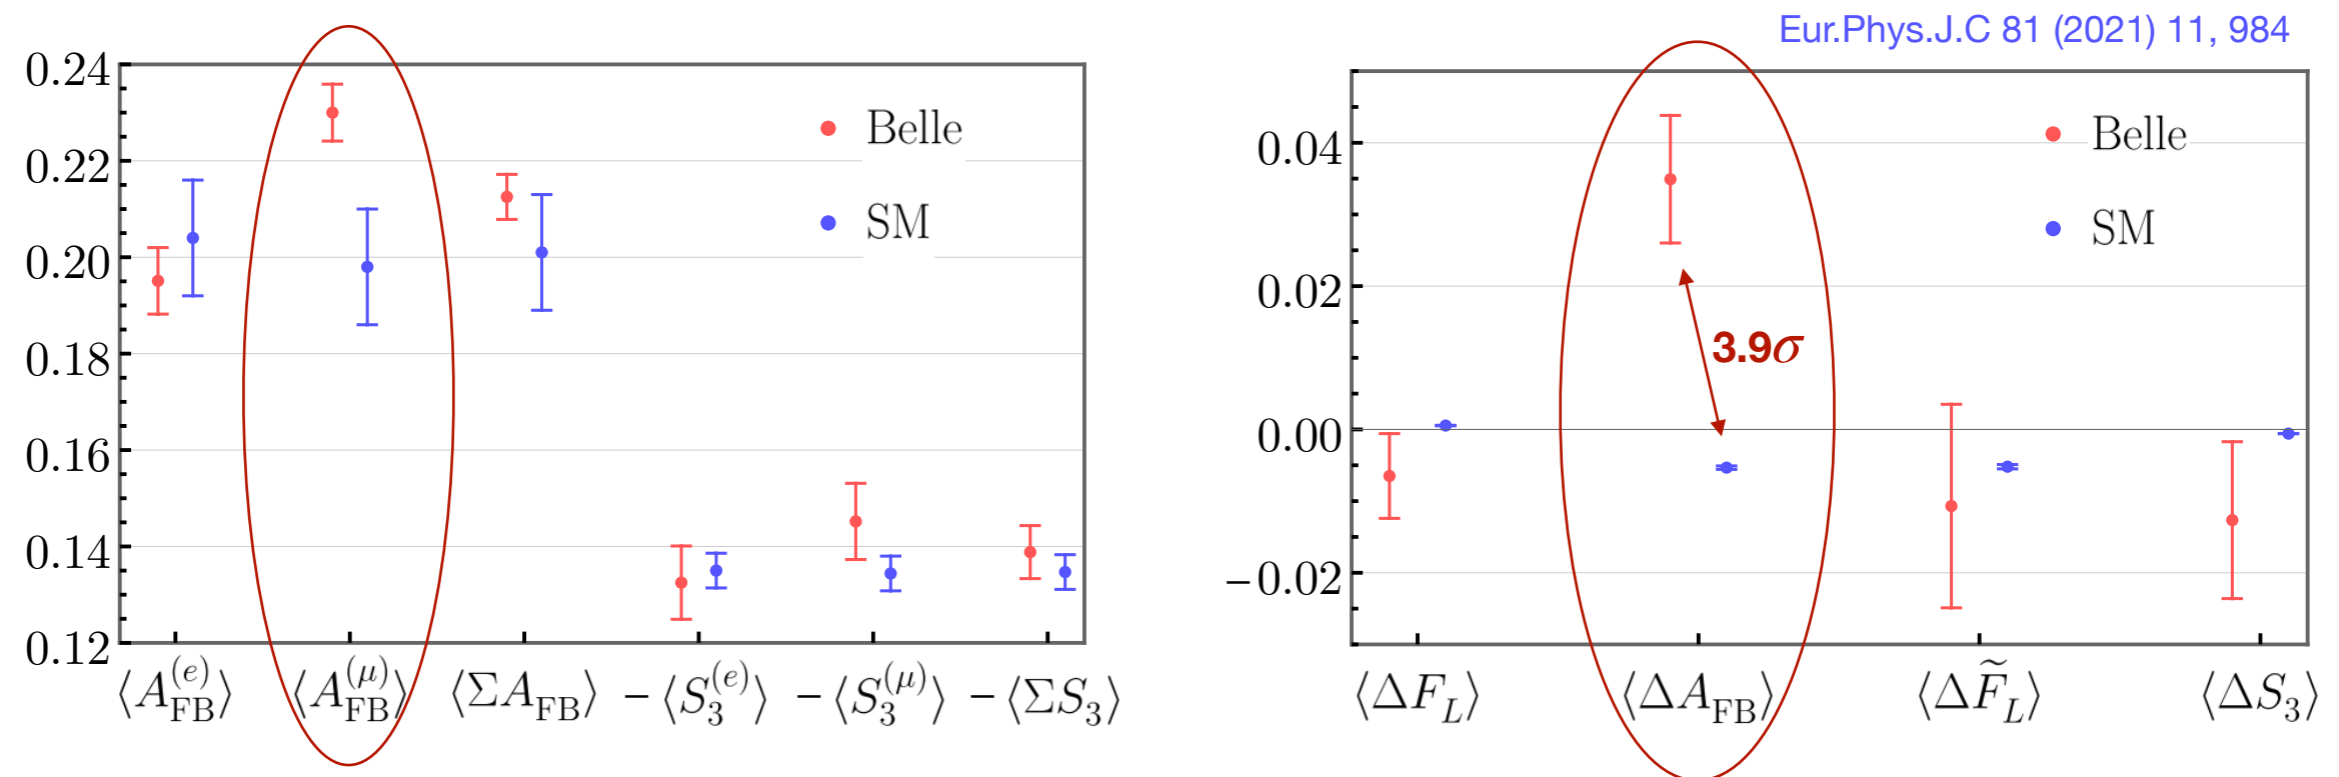 Eur.Phys.J.C 81 (2021) 11, 984
0.24
0.22
0.20
0.18
0.16
0.14
0.12
Belle
SM
⟨A_FB^(e)⟩ ⟨A_FB^(μ)⟩ ⟨ΣA_FB⟩ −⟨S_3^(e)⟩ −⟨S_3^(μ)⟩ −⟨ΣS_3⟩
0.04
0.02
0.00
−0.02
Belle
SM
3.9σ
⟨ΔF_L⟩ ⟨ΔA_FB⟩ ⟨ΔF̃_L⟩ ⟨ΔS_3⟩